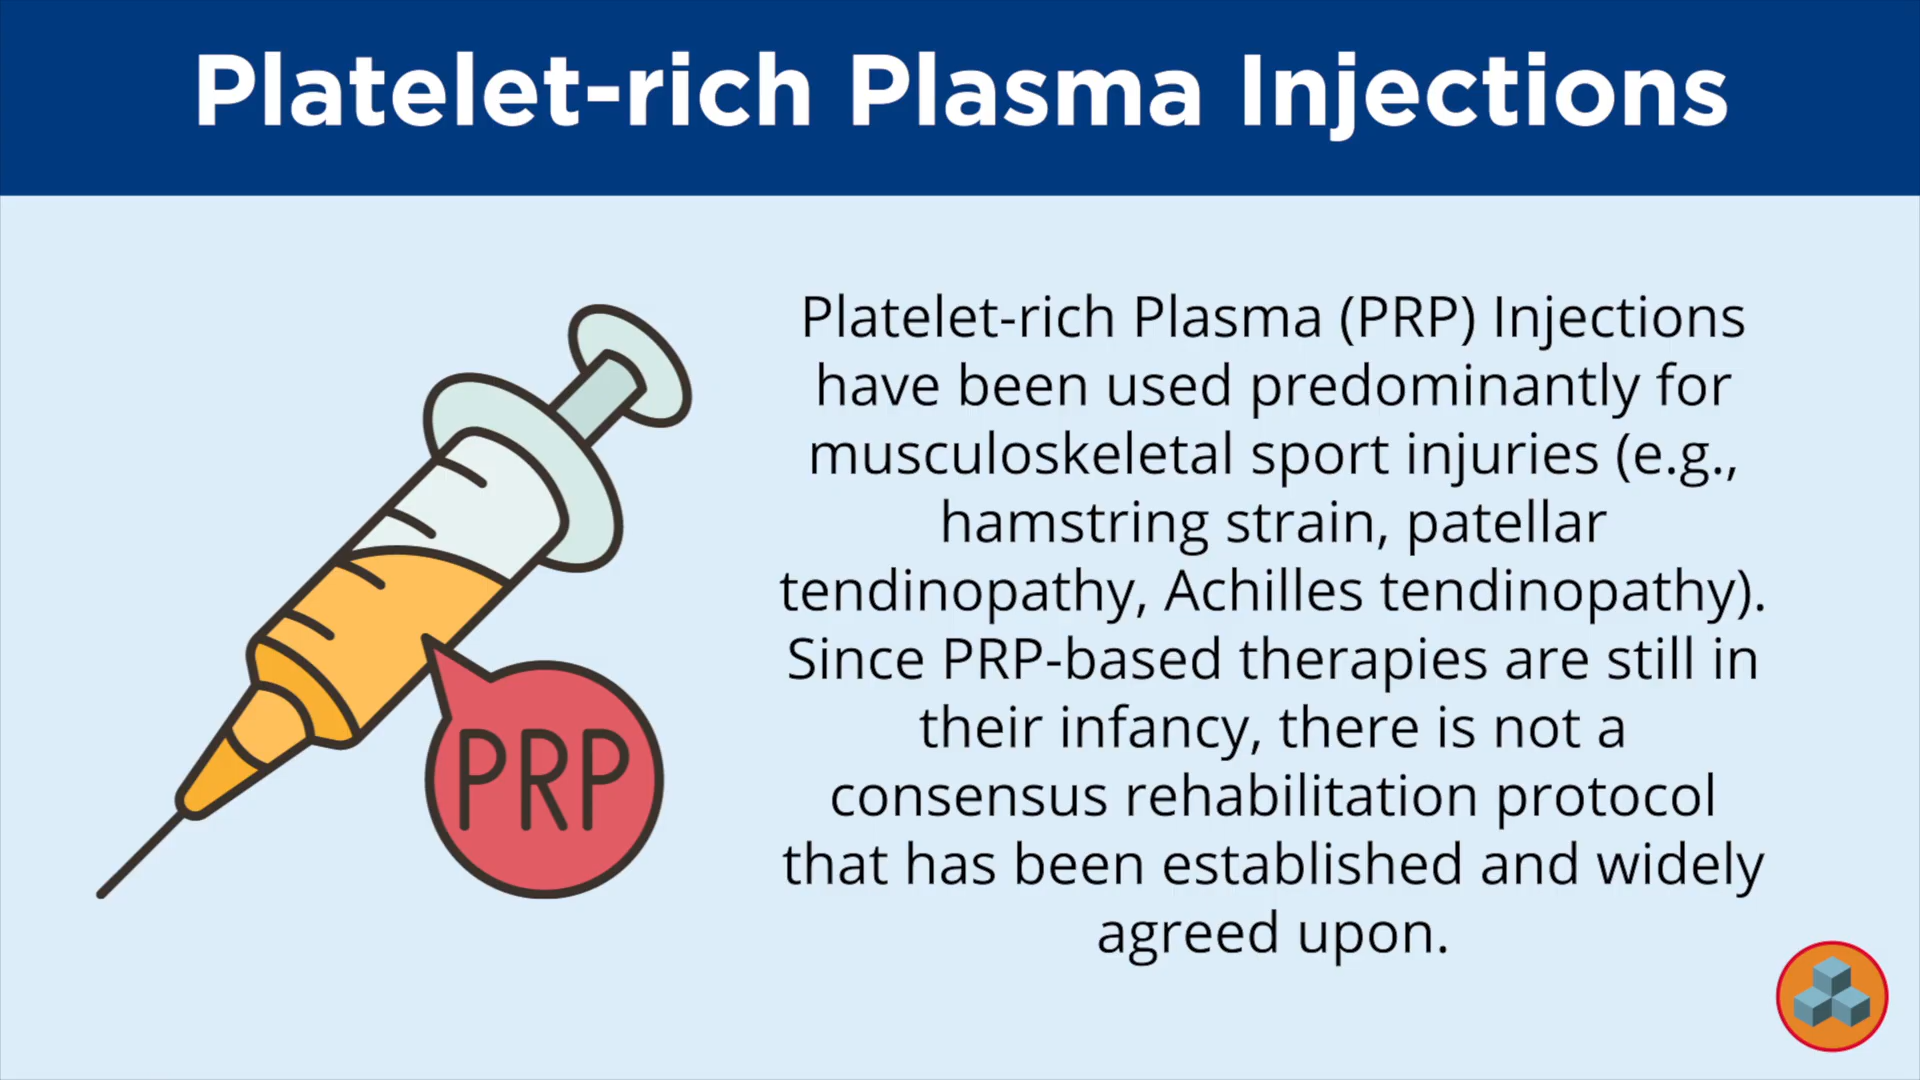 Platelet-rich Plasma Injections
Platelet-rich Plasma (PRP) Injections
have been used predominantly for
musculoskeletal sport injuries (e.g.,
hamstring strain, patellar
tendinopathy, Achilles tendinopathy).
Since PRP-based therapies are still in
their infancy, there is not a
consensus rehabilitation protocol
that has been established and widely
agreed upon.
PRP